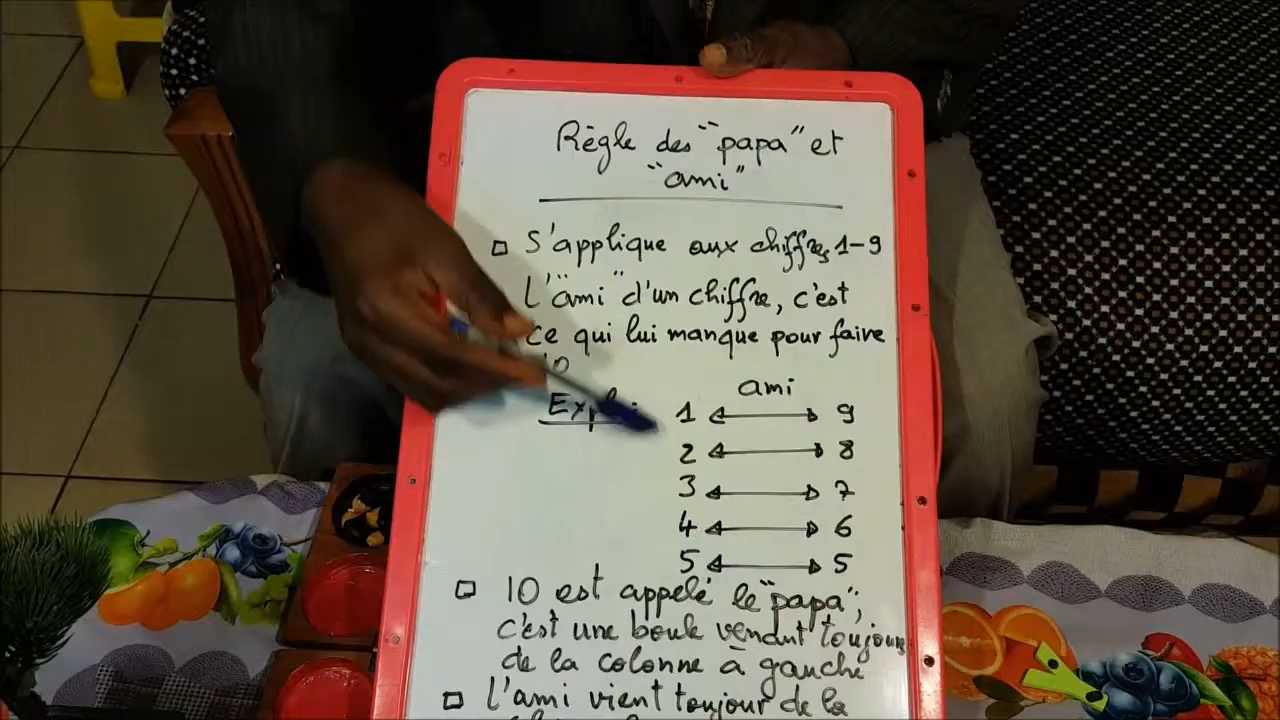 Règle des "papa" et
"ami"
S'applique aux chiffres 1-9
L'"ami" d'un chiffre, c'est
ce qui lui manque pour faire
10
ami
1 ↔ 9
2 ↔ 8
3 ↔ 7
4 ↔ 6
5 ↔ 5
10 est appelé le "papa",
c'est une boule venant toujours
de la colonne à gauche
L'ami vient toujour de la